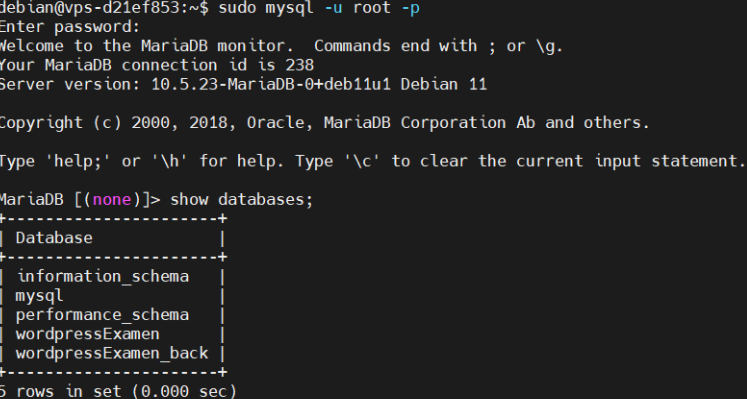 debian@vps-d21ef853:~$ sudo mysql -u root -p
Enter password:
Welcome to the MariaDB monitor.  Commands end with ; or \g.
Your MariaDB connection id is 238
Server version: 10.5.23-MariaDB-0+deb11u1 Debian 11

Copyright (c) 2000, 2018, Oracle, MariaDB Corporation Ab and others.

Type 'help;' or '\h' for help. Type '\c' to clear the current input statement.

MariaDB [(none)]> show databases;
+----------------------+
| Database             |
+----------------------+
| information_schema   |
| mysql                |
| performance_schema   |
| wordpressExamen      |
| wordpressExamen_back |
+----------------------+
5 rows in set (0.000 sec)